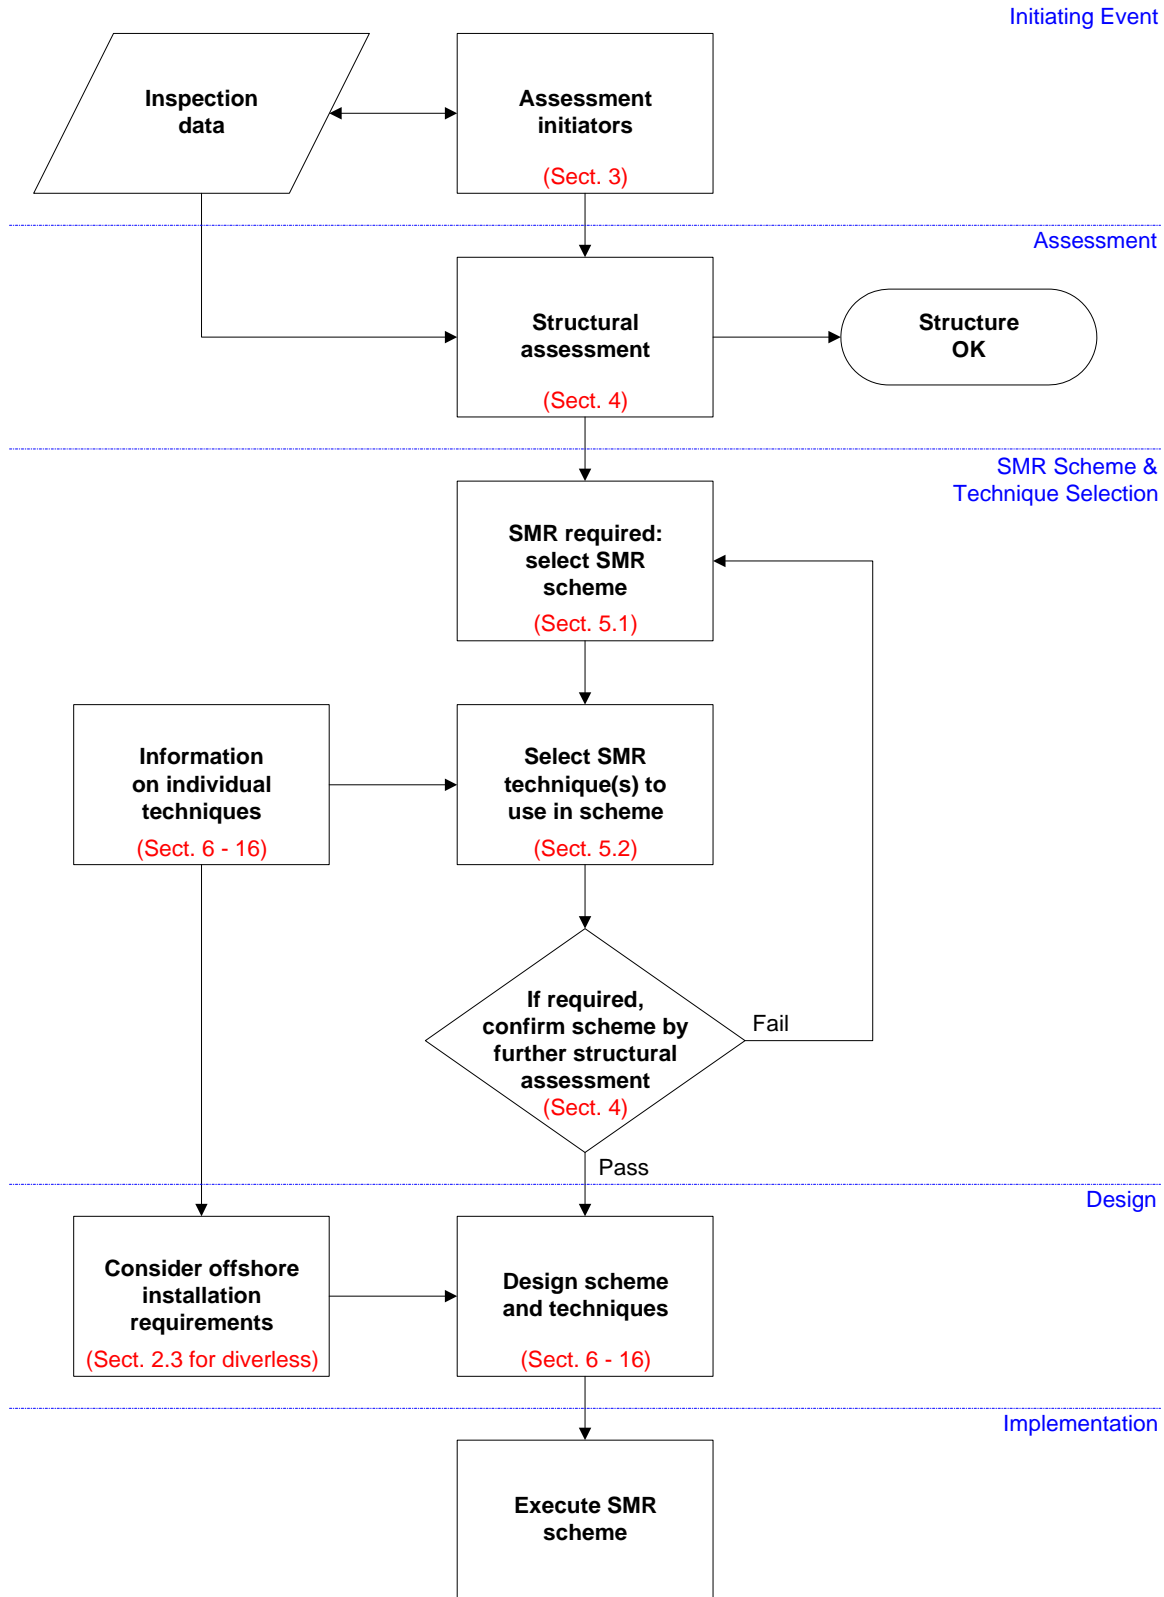 Initiating Event
Inspection
data
Assessment
initiators
(Sect. 3)
Assessment
Structural
assessment
(Sect. 4)
Structure
OK
SMR Scheme &
Technique Selection
SMR required:
select SMR
scheme
(Sect. 5.1)
Information
on individual
techniques
(Sect. 6 - 16)
Select SMR
technique(s) to
use in scheme
(Sect. 5.2)
If required,
confirm scheme by
further structural
assessment
(Sect. 4)
Fail
Pass
Design
Consider offshore
installation
requirements
(Sect. 2.3 for diverless)
Design scheme
and techniques
(Sect. 6 - 16)
Implementation
Execute SMR
scheme